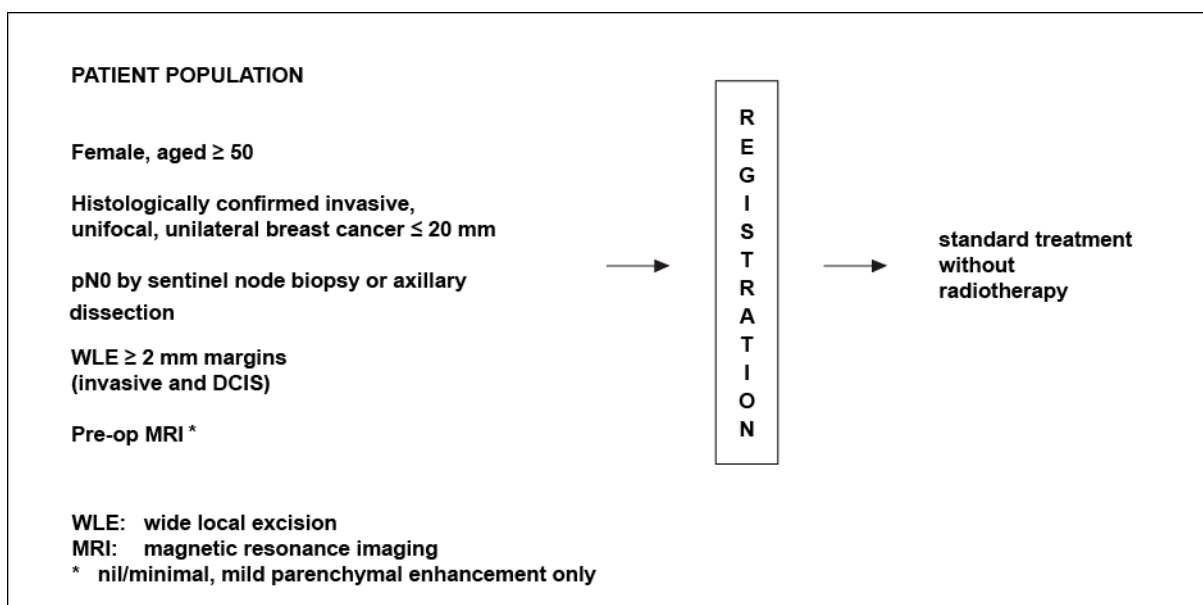 PATIENT POPULATION
Female, aged ≥ 50
Histologically confirmed invasive,
unifocal, unilateral breast cancer ≤ 20 mm
pN0 by sentinel node biopsy or axillary
dissection
WLE ≥ 2 mm margins
(invasive and DCIS)
Pre-op MRI *
WLE: wide local excision
MRI: magnetic resonance imaging
* nil/minimal, mild parenchymal enhancement only
R
E
G
I
S
T
R
A
T
I
O
N
standard treatment
without
radiotherapy